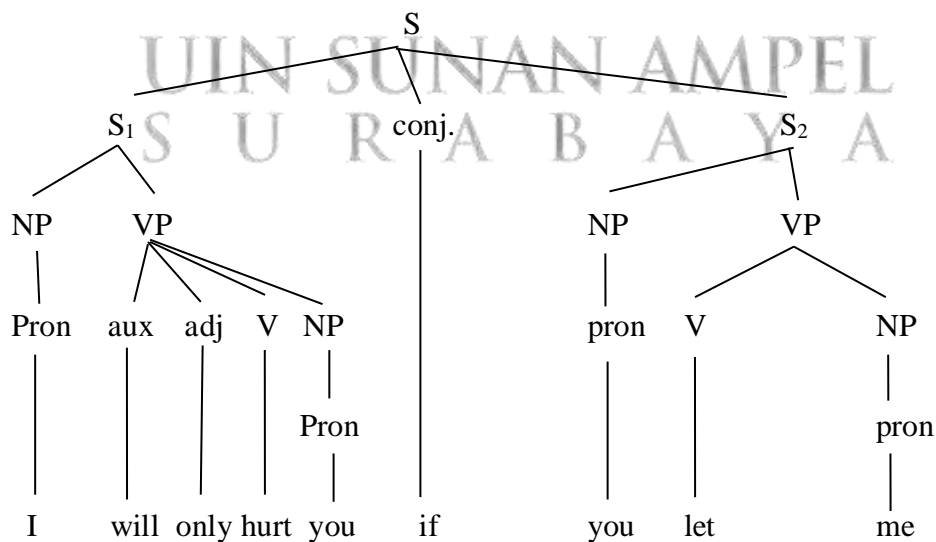 S
UIN SUNAN AMPEL
S₁ conj. S₂
S U R A B A Y A
NP VP NP VP
Pron aux adj V NP pron V NP
Pron pron
I will only hurt you if you let me